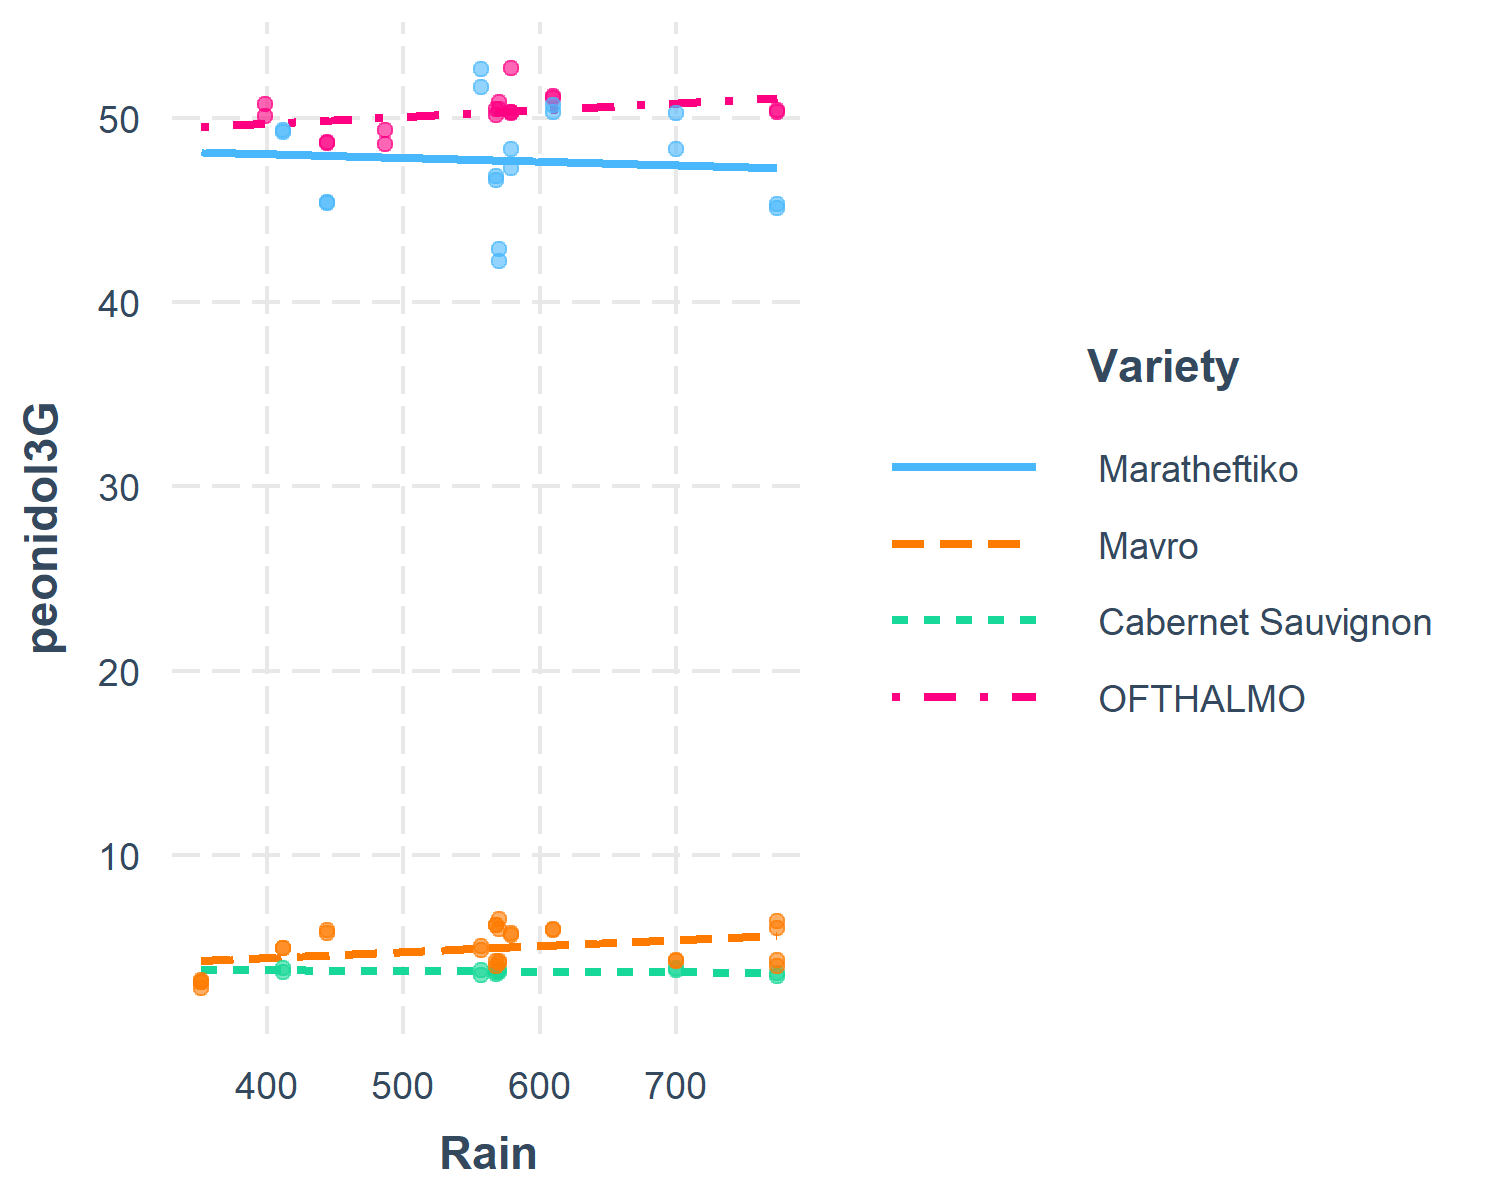 peonidol3G
50
40
30
20
10
400 500 600 700
Rain
Variety
Maratheftiko
Mavro
Cabernet Sauvignon
OFTHALMO